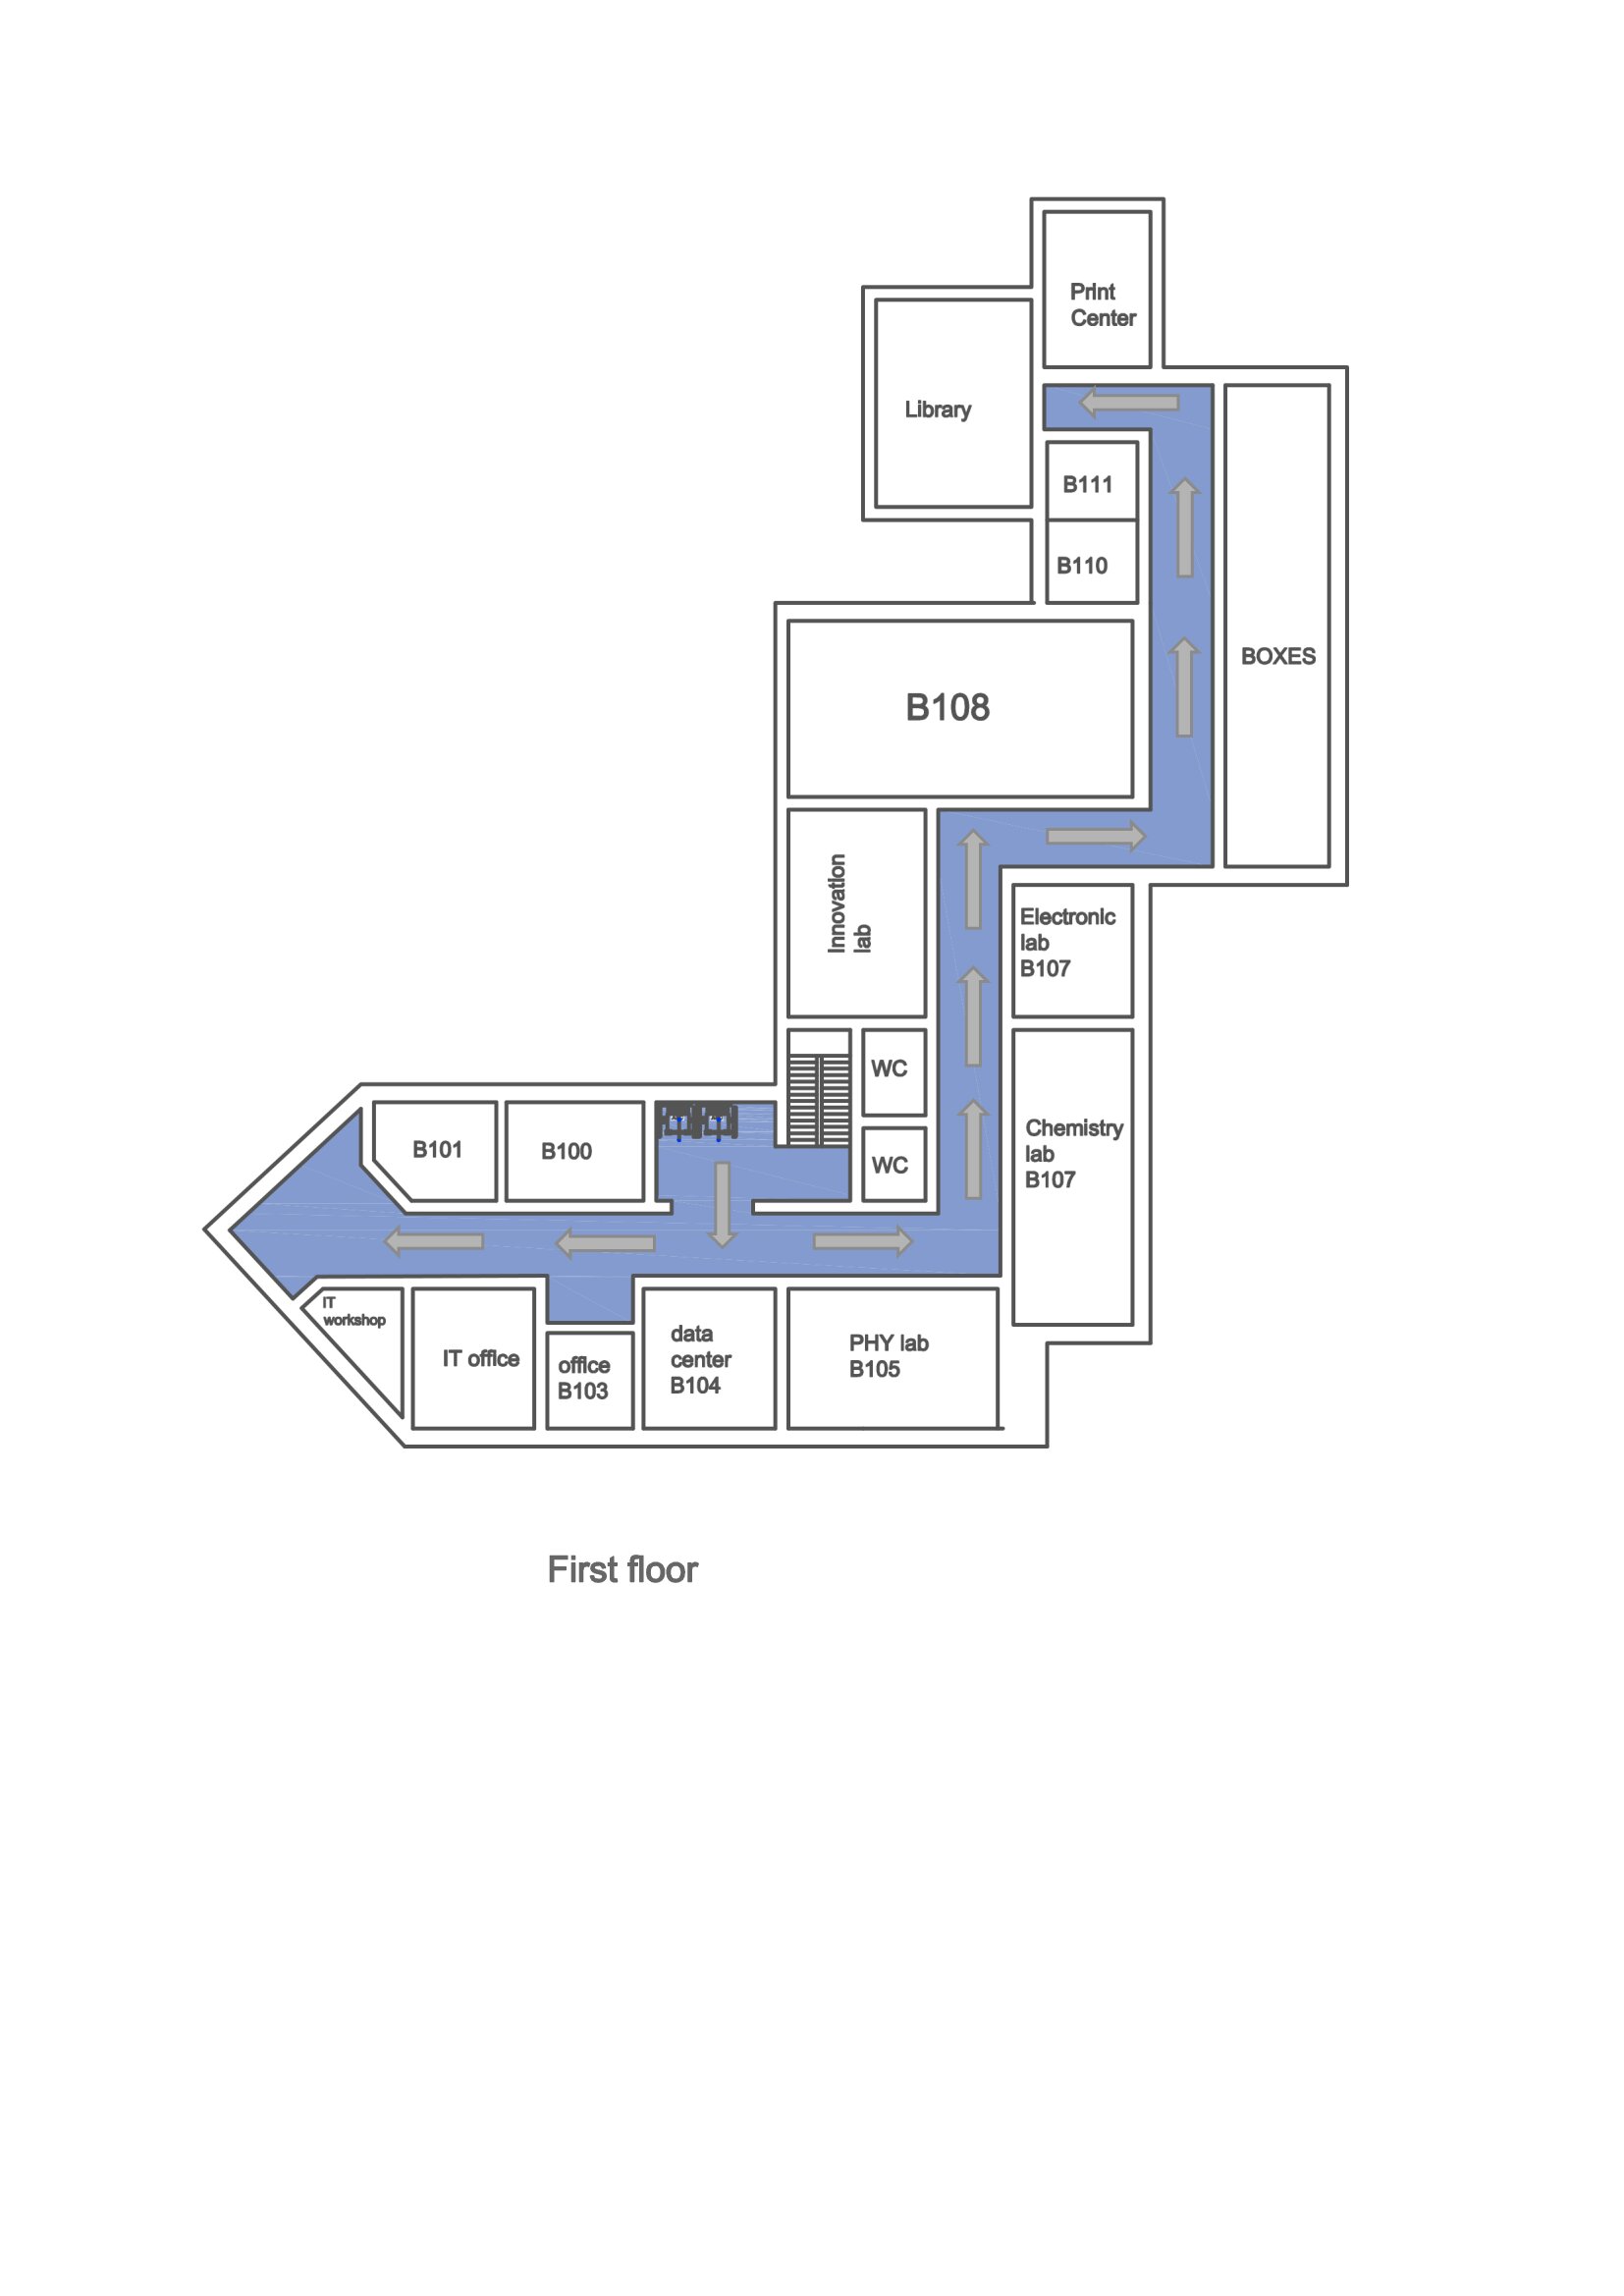 Print
Center
Library
B111
B110
BOXES
B108
Innovation
lab
Electronic
lab
B107
WC
Chemistry
lab
B107
WC
B101
B100
IT
workshop
IT office
office
B103
data
center
B104
PHY lab
B105
First floor